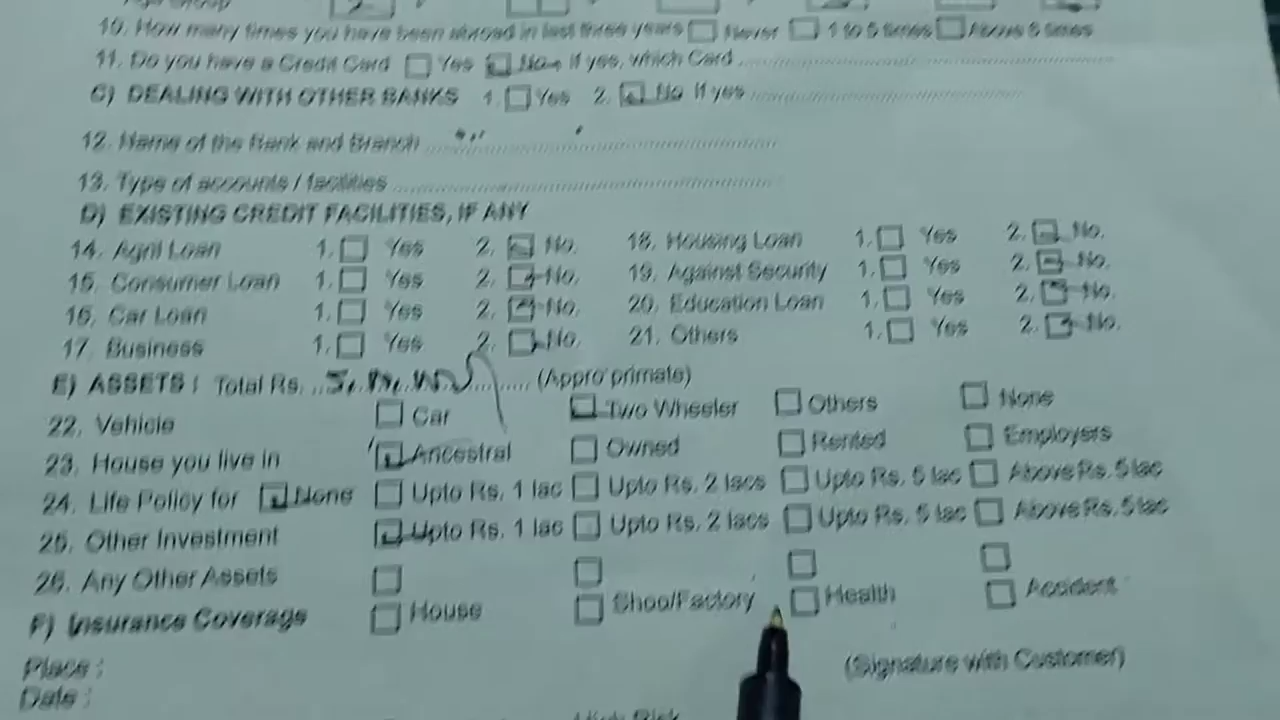 10. How many times you have been abroad in last three years Never 1 to 5 times Above 5 times
11. Do you have a Credit Card Yes No If yes, which Card
C) DEALING WITH OTHER BANKS 1. Yes 2. No If yes
12. Name of the Bank and Branch
13. Type of accounts / facilities
D) EXISTING CREDIT FACILITIES, IF ANY
14. Agril Loan 1. Yes 2. No. 18. Housing Loan 1. Yes 2. No.
15. Consumer Loan 1. Yes 2. No. 19. Against Security 1. Yes 2. No.
16. Car Loan 1. Yes 2. No. 20. Education Loan 1. Yes 2. No.
17. Business 1. Yes 2. No. 21. Others 1. Yes 2. No.
E) ASSETS : Total Rs. (Appro primate)
22. Vehicle Car Two Wheeler Others None
23. House you live in Ancestral Owned Rented Employers
24. Life Policy for None Upto Rs. 1 lac Upto Rs. 2 lacs Upto Rs. 5 lac Above Rs. 5 lac
25. Other Investment Upto Rs. 1 lac Upto Rs. 2 lacs Upto Rs. 5 lac Above Rs. 5 lac
26. Any Other Assets
F) Insurance Coverage House Shoo/Factory Health Accident
Place :
(Signature with Customer)
Date :
High Risk